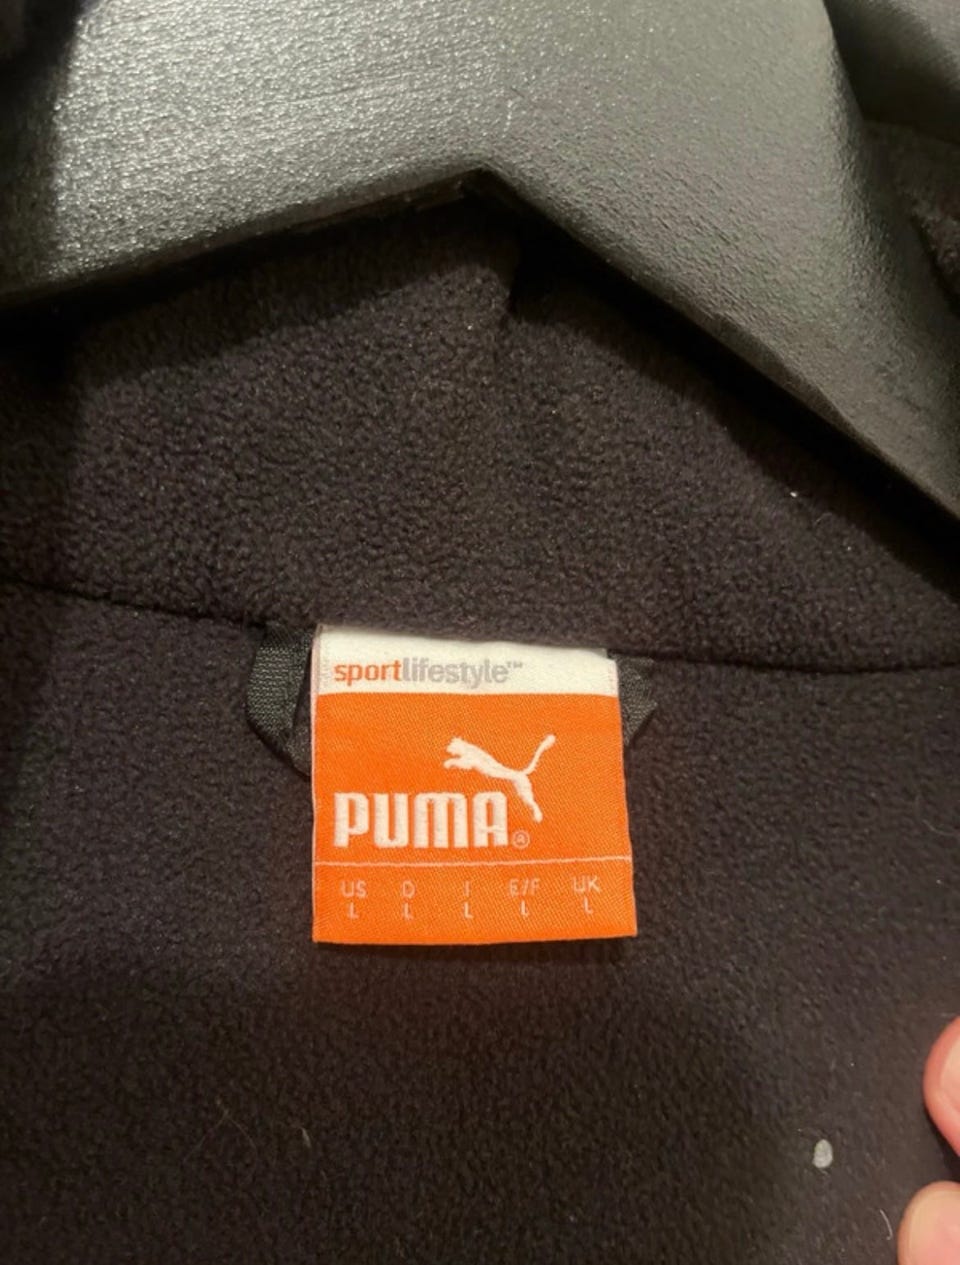 sportlifestyle™
PUMA®
US D I E/F UK
L L L L L